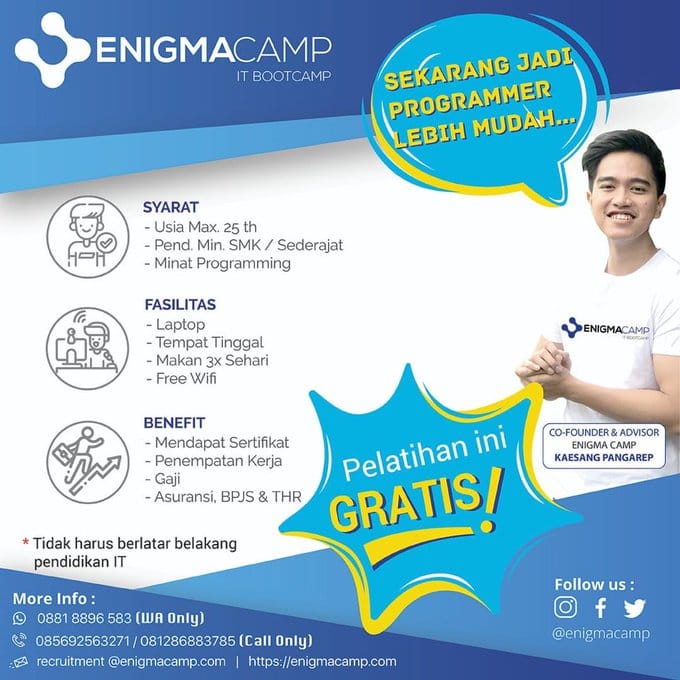 ENIGMACAMP
IT BOOTCAMP
SEKARANG JADI
PROGRAMMER
LEBIH MUDAH...
SYARAT
- Usia Max. 25 th
- Pend. Min. SMK / Sederajat
- Minat Programming
FASILITAS
- Laptop
- Tempat Tinggal
- Makan 3x Sehari
- Free Wifi
BENEFIT
- Mendapat Sertifikat
- Penempatan Kerja
- Gaji
- Asuransi, BPJS & THR
* Tidak harus berlatar belakang
pendidikan IT
ENIGMACAMP
IT BOOTCAMP
CO-FOUNDER & ADVISOR
ENIGMA CAMP
KAESANG PANGAREP
Pelatihan ini
GRATIS!
More Info :
0881 8896 583 (WA Only)
085692563271 / 081286883785 (Call Only)
recruitment @enigmacamp.com | https://enigmacamp.com
Follow us :
@enigmacamp